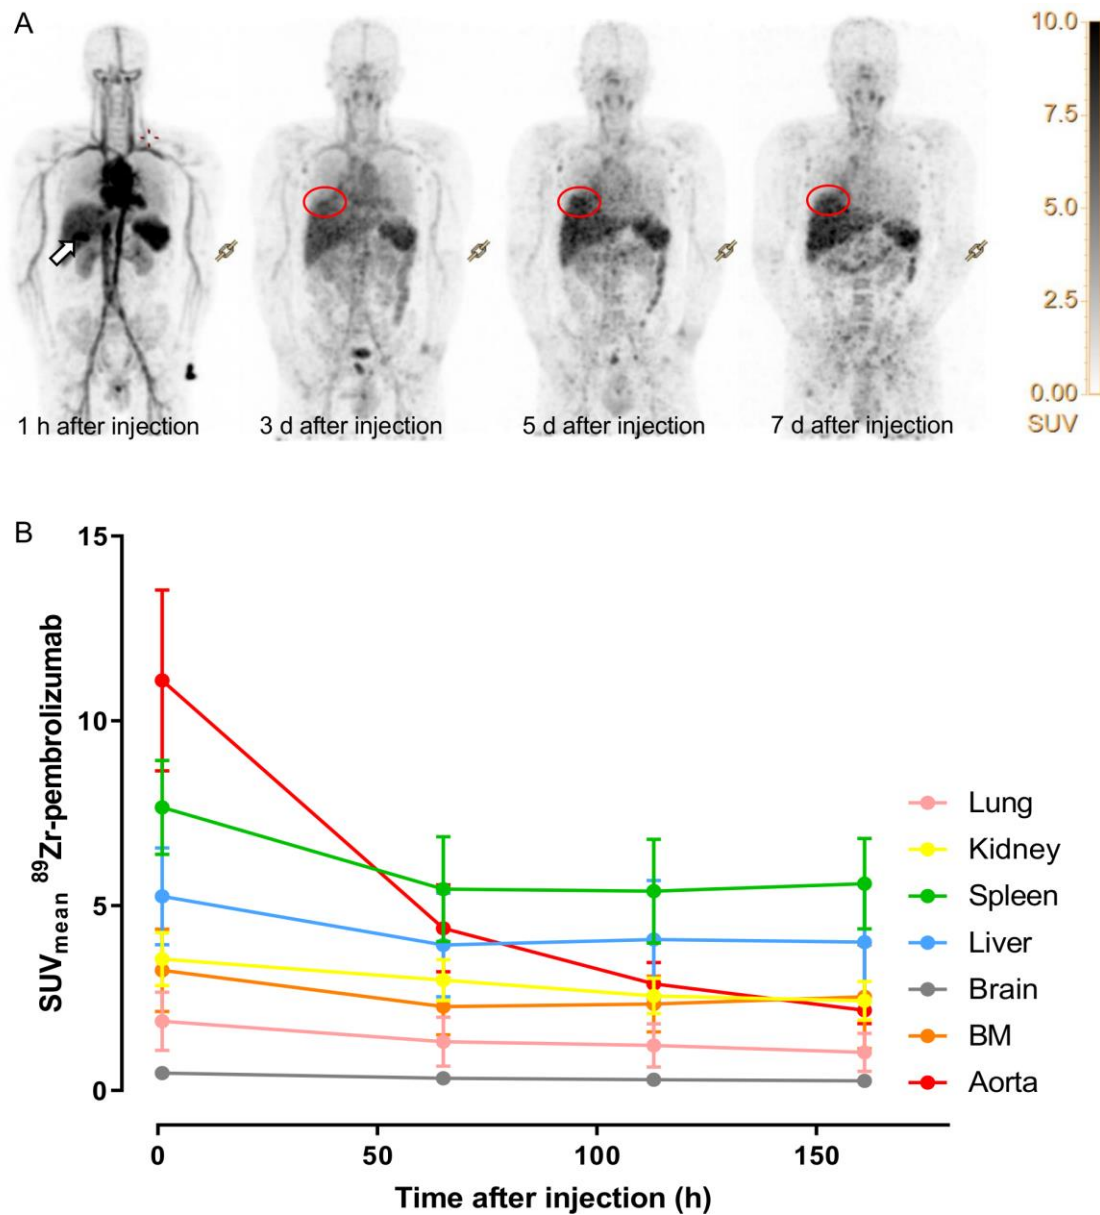 A
1 h after injection
3 d after injection
5 d after injection
7 d after injection
10.0
7.5
5.0
2.5
0.00
SUV
B
SUVmean 89Zr-pembrolizumab
15
10
5
0
0
50
100
150
Time after injection (h)
Lung
Kidney
Spleen
Liver
Brain
BM
Aorta